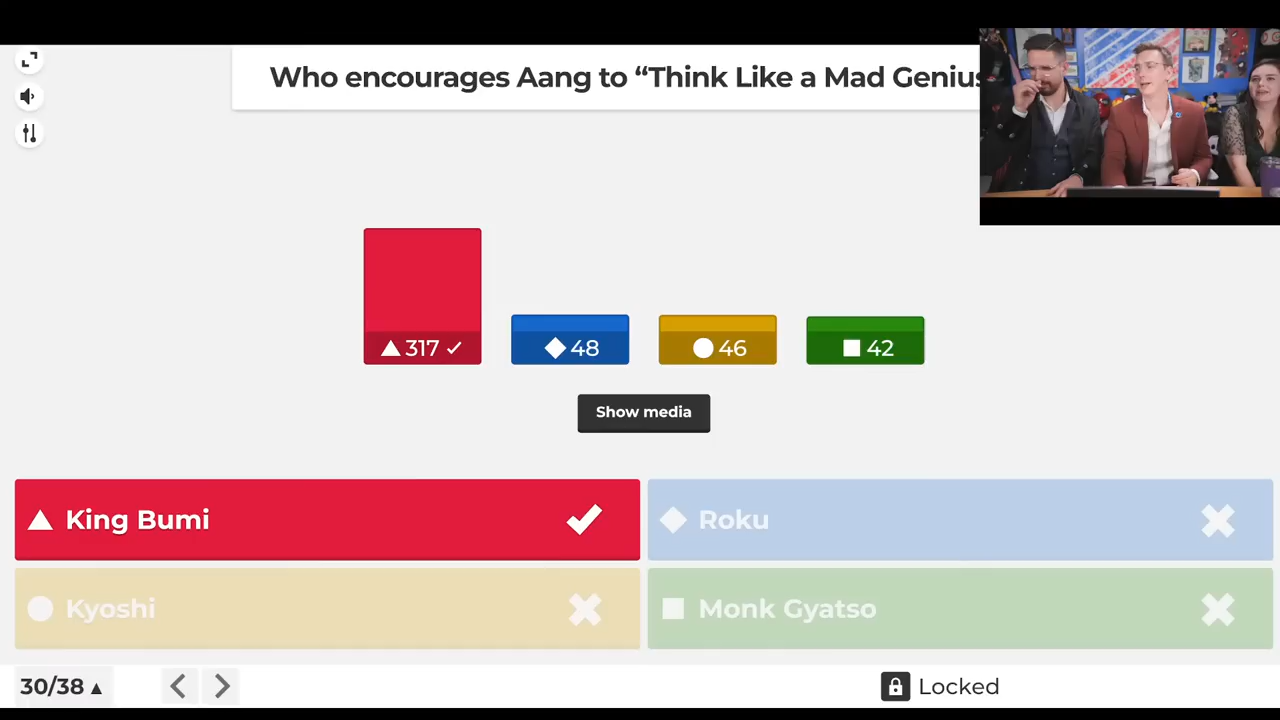 Who encourages Aang to “Think Like a Mad Genius
317
48
46
42
Show media
King Bumi
Roku
Kyoshi
Monk Gyatso
30/38
Locked